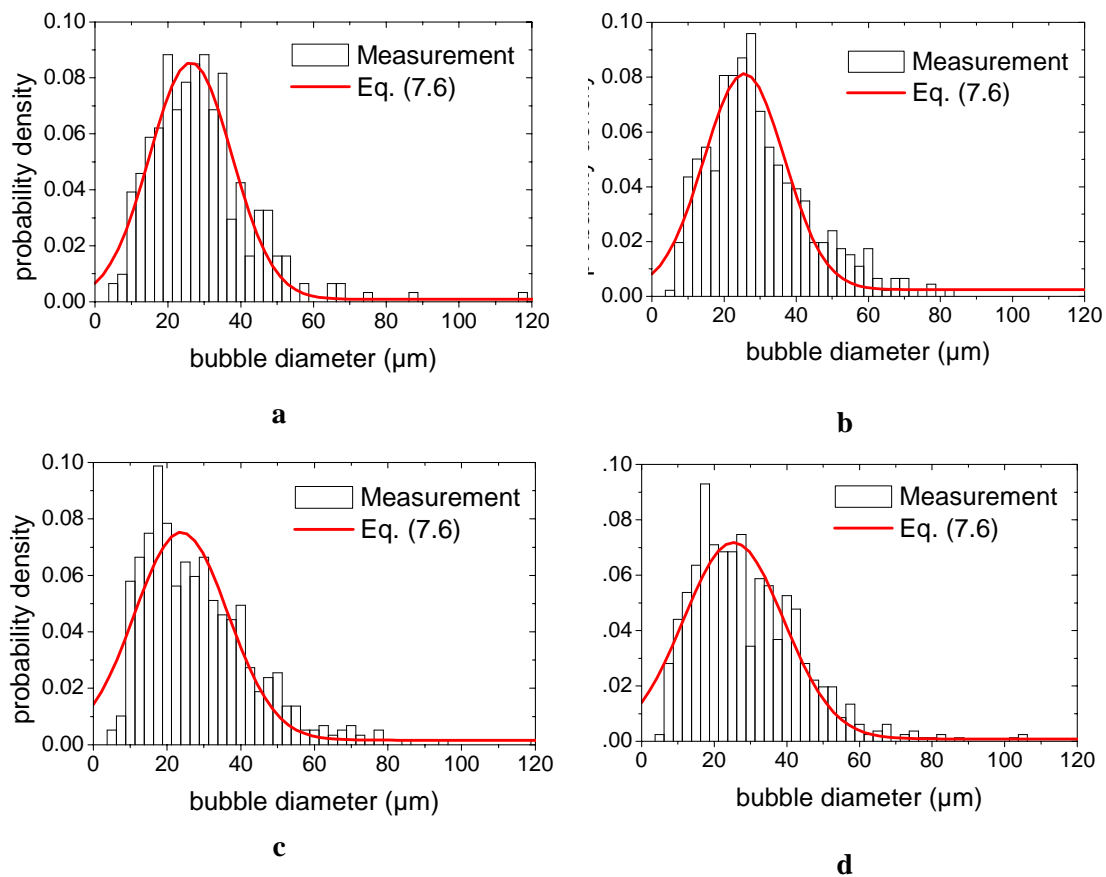 0.10
0.08
0.06
0.04
0.02
0.00
probability density
Measurement
Eq. (7.6)
0 20 40 60 80 100 120
bubble diameter (µm)
a
0.10
0.08
0.06
0.04
0.02
0.00
Measurement
Eq. (7.6)
0 20 40 60 80 100 120
bubble diameter (µm)
b
0.10
0.08
0.06
0.04
0.02
0.00
probability density
Measurement
Eq. (7.6)
0 20 40 60 80 100 120
bubble diameter (µm)
c
.10
.08
.06
.04
.02
.00
Measurement
Eq. (7.6)
0 20 40 60 80 100 120
bubble diameter (µm)
d